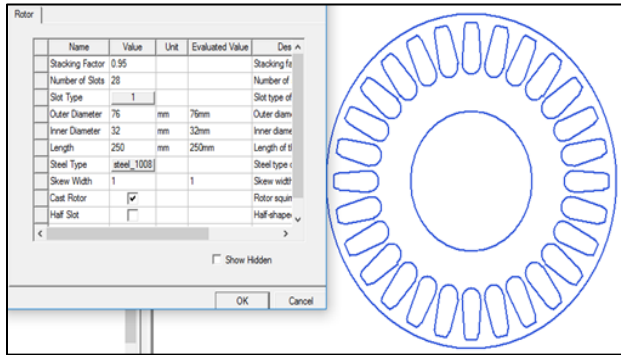 Rotor
Name Value Unit Evaluated Value Des
Stacking Factor 0.95 Stacking fa
Number of Slots 28 Number of
Slot Type 1 Slot type of
Outer Diameter 76 mm 76mm Outer diam
Inner Diameter 32 mm 32mm Inner diame
Length 250 mm 250mm Length of th
Steel Type steel_1008 Steel type o
Skew Width 1 1 Skew width
Cast Rotor Rotor squirr
Half Slot Half-shape
Show Hidden
OK Cancel